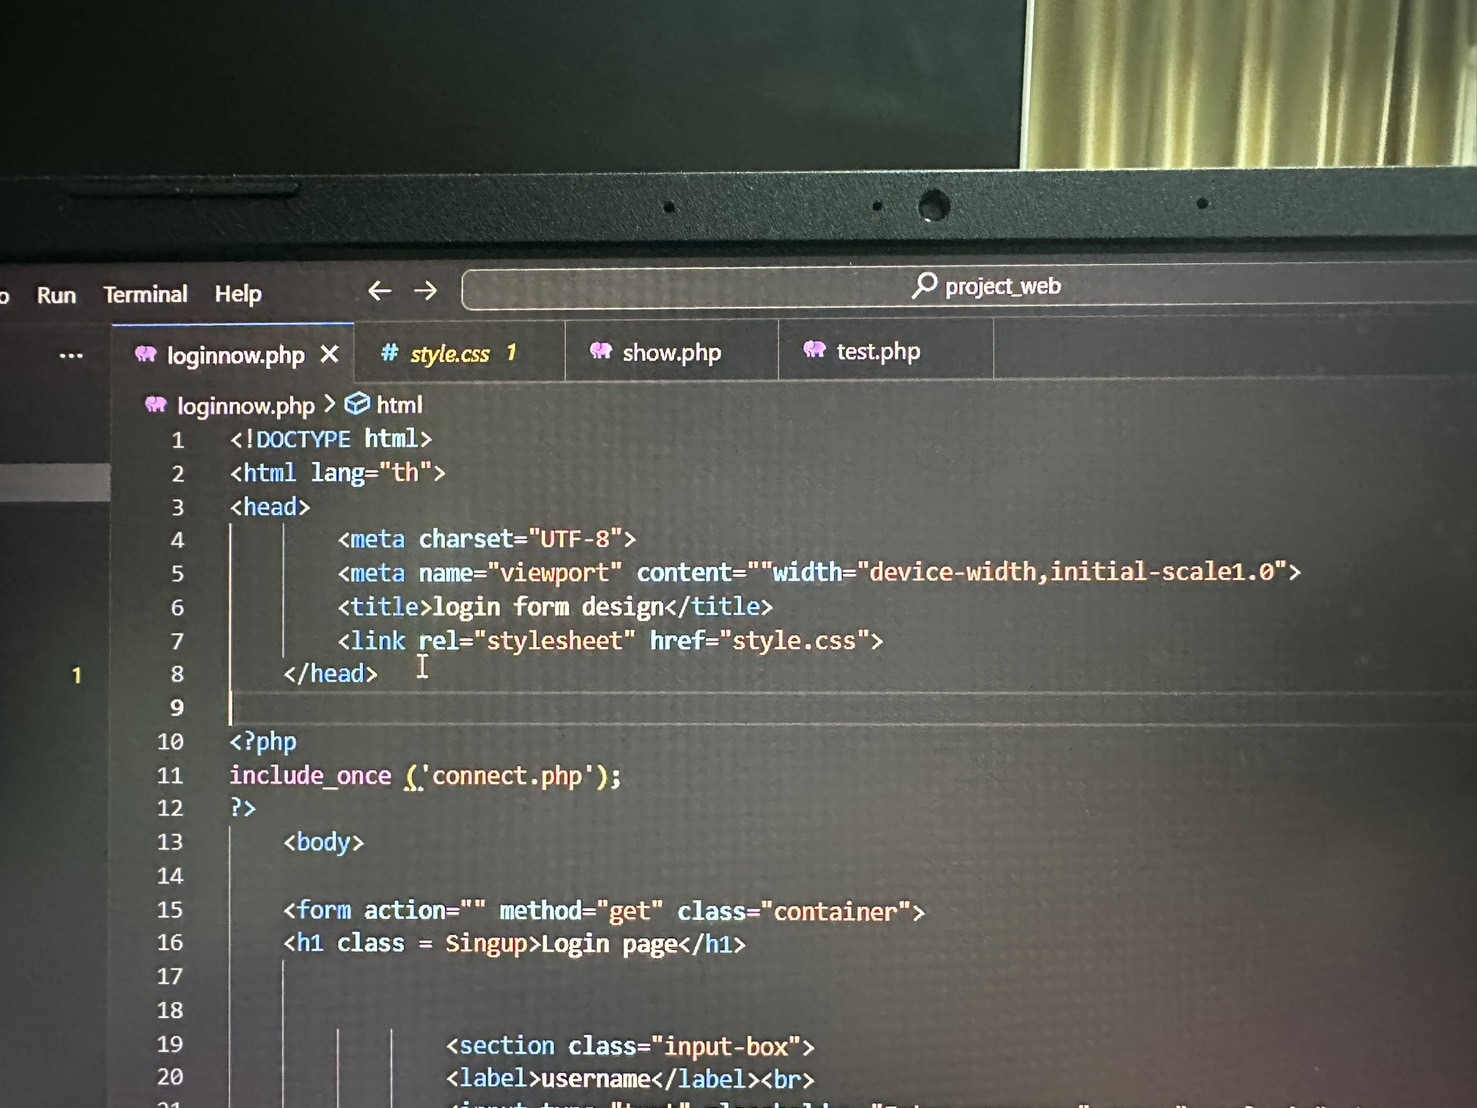 Run Terminal Help
project_web
loginnow.php
# style.css 1
show.php
test.php
loginnow.php > html
1 <!DOCTYPE html>
2 <html lang="th">
3 <head>
4 <meta charset="UTF-8">
5 <meta name="viewport" content=""width="device-width,initial-scale1.0">
6 <title>login form design</title>
7 <link rel="stylesheet" href="style.css">
1
8 </head>
9
10 <?php
11 include_once ('connect.php');
12 ?>
13 <body>
14
15 <form action="" method="get" class="container">
16 <h1 class = Singup>Login page</h1>
17
18
19 <section class="input-box">
20 <label>username</label><br>